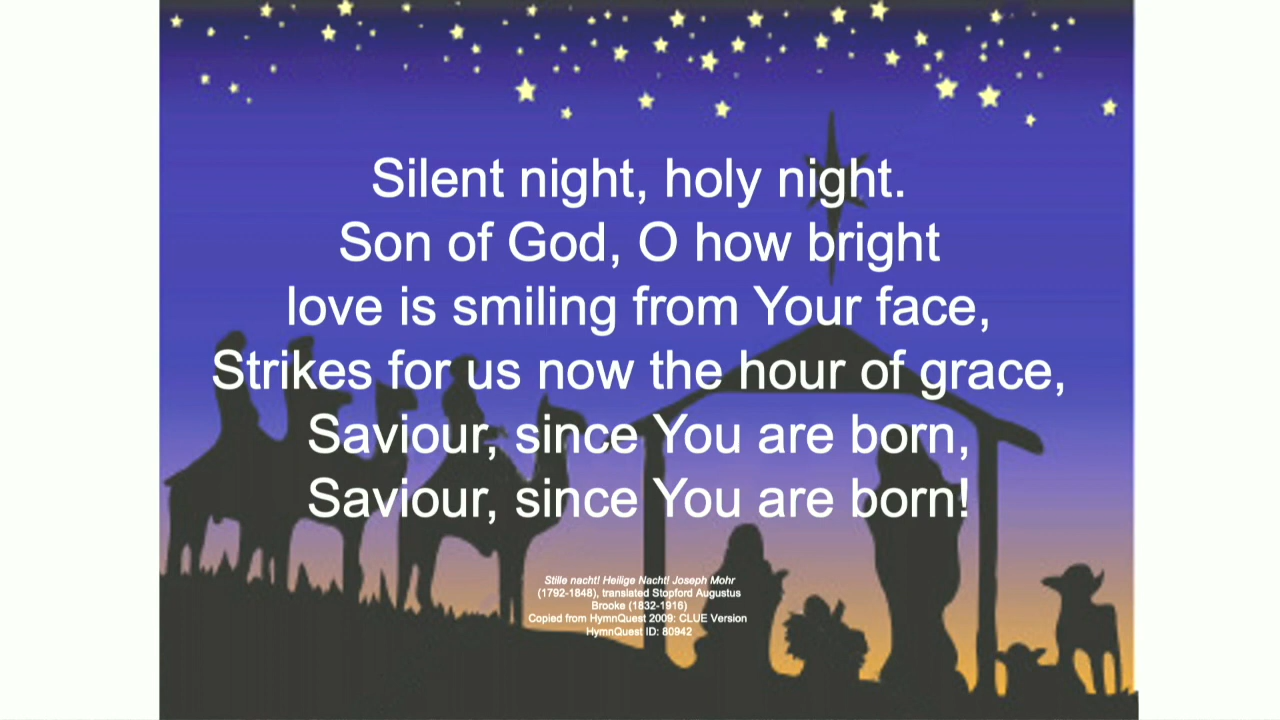 Silent night, holy night.
Son of God, O how bright
love is smiling from Your face,
Strikes for us now the hour of grace,
Saviour, since You are born,
Saviour, since You are born!
Stille nacht! Heilige Nacht! Joseph Mohr
(1792-1848), translated Stopford Augustus
Brooke (1832-1916)
Copied from HymnQuest 2009: CLUE Version
HymnQuest ID: 80942